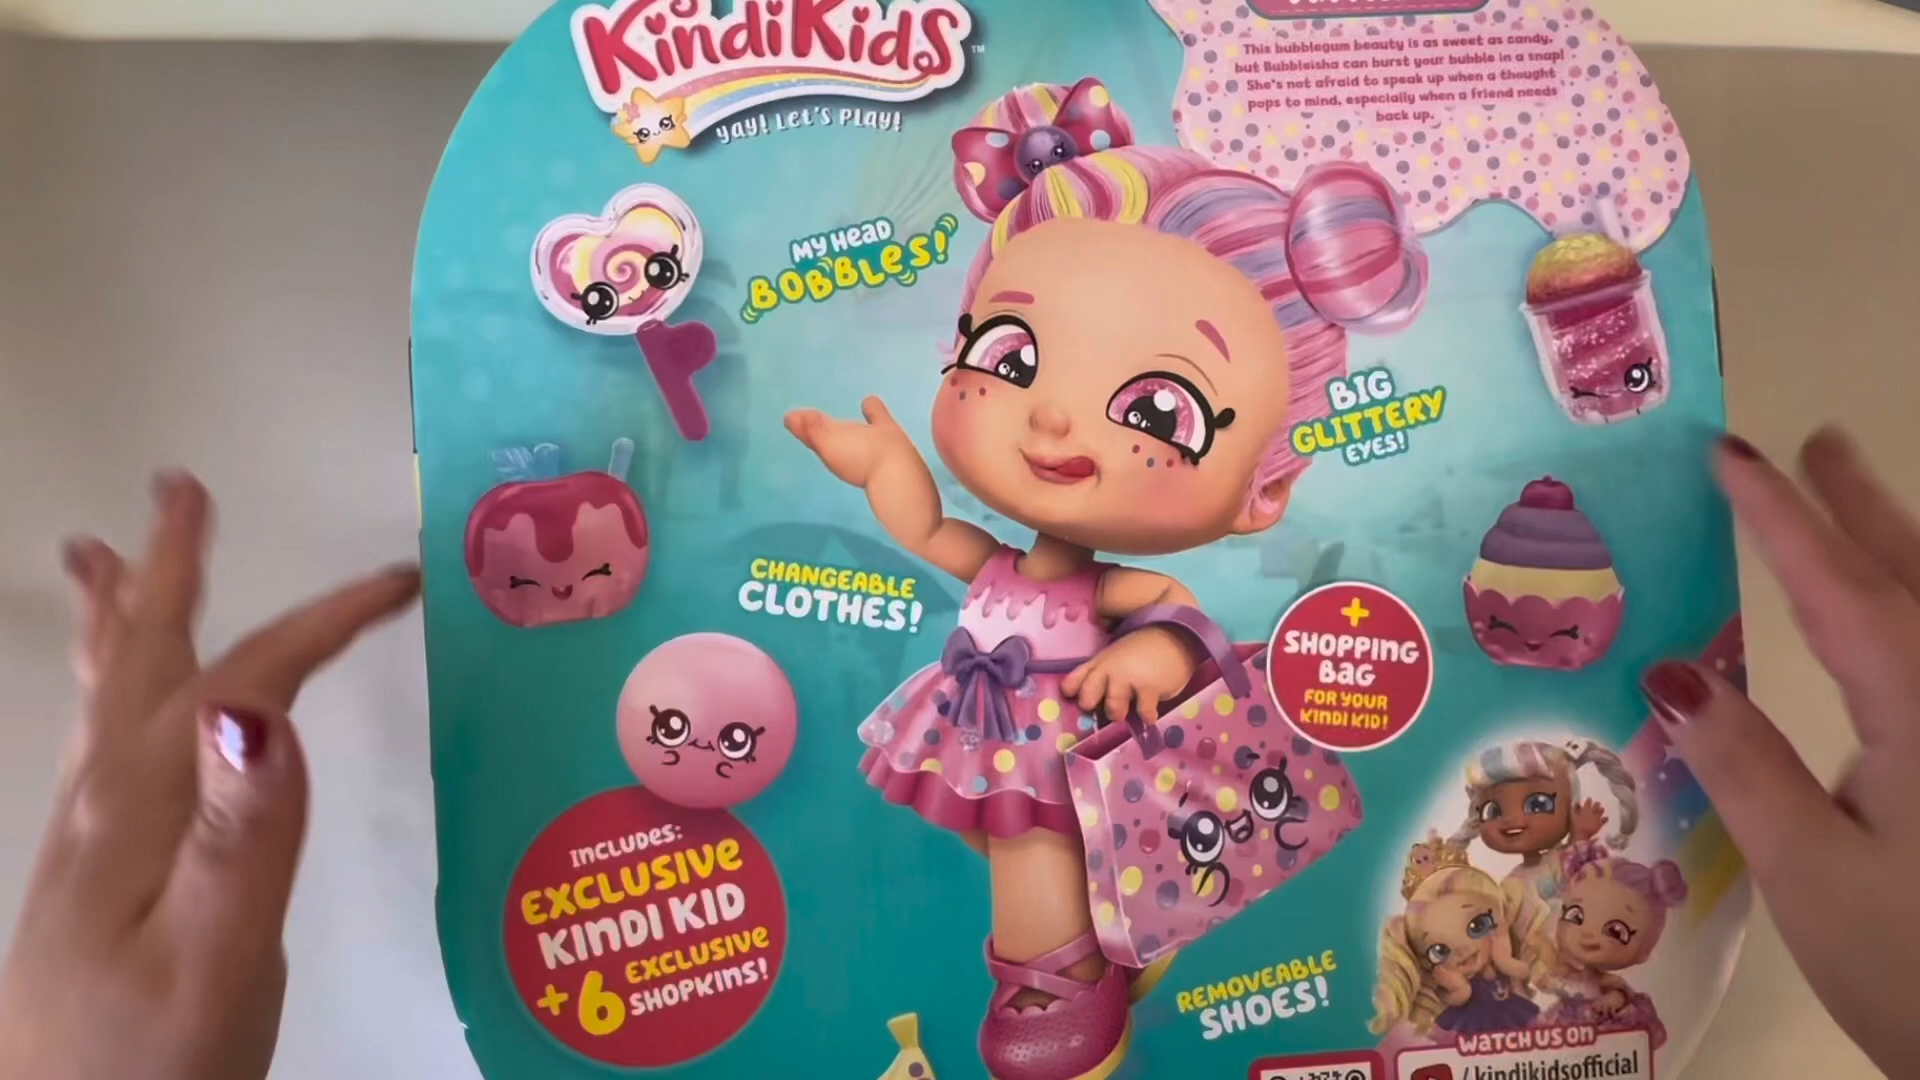 KindiKids™
yay! Let's Play!
This bubblegum beauty is as sweet as candy,
but Bubbleisha can burst your bubble in a snap!
She's not afraid to speak up when a thought
pops to mind, especially when a friend needs
back up.
My Head
BOBBLES!
BIG
GLITTERY
EYES!
CHANGEABLE
CLOTHES!
+
SHOPPING
BAG
FOR YOUR
KINDI KID!
INCLUDES:
EXCLUSIVE
KINDI KID
+6 EXCLUSIVE
SHOPKINS!
REMOVEABLE
SHOES!
WATCH US ON
/kindikidsofficial